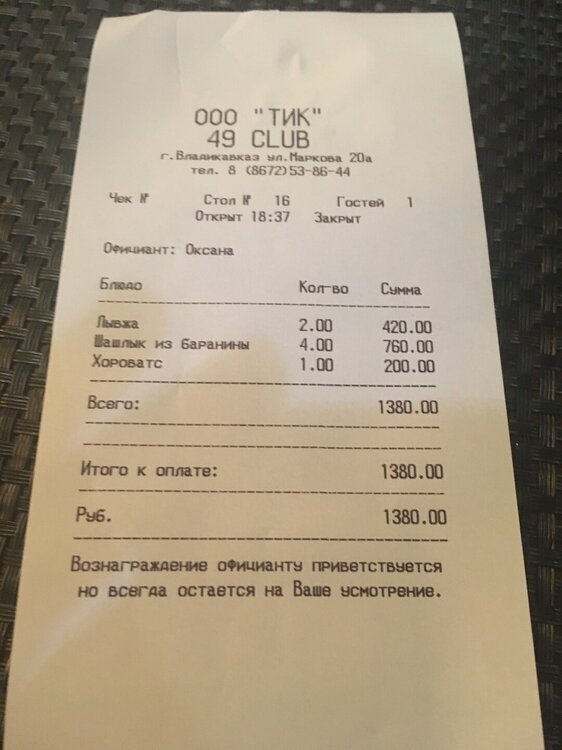 ООО "ТИК"
49 CLUB
г.Владикавказ ул.Маркова 20а
тел. 8 (8672)53-86-44
Чек № Стол № 16 Гостей 1
Открыт 18:37 Закрыт
Официант: Оксана
Блюдо Кол-во Сумма
Лывжа 2.00 420.00
Шашлык из баранины 4.00 760.00
Хороватс 1.00 200.00
Всего: 1380.00
Итого к оплате: 1380.00
Руб. 1380.00
Вознаграждение официанту приветствуется
но всегда остается на Ваше усмотрение.